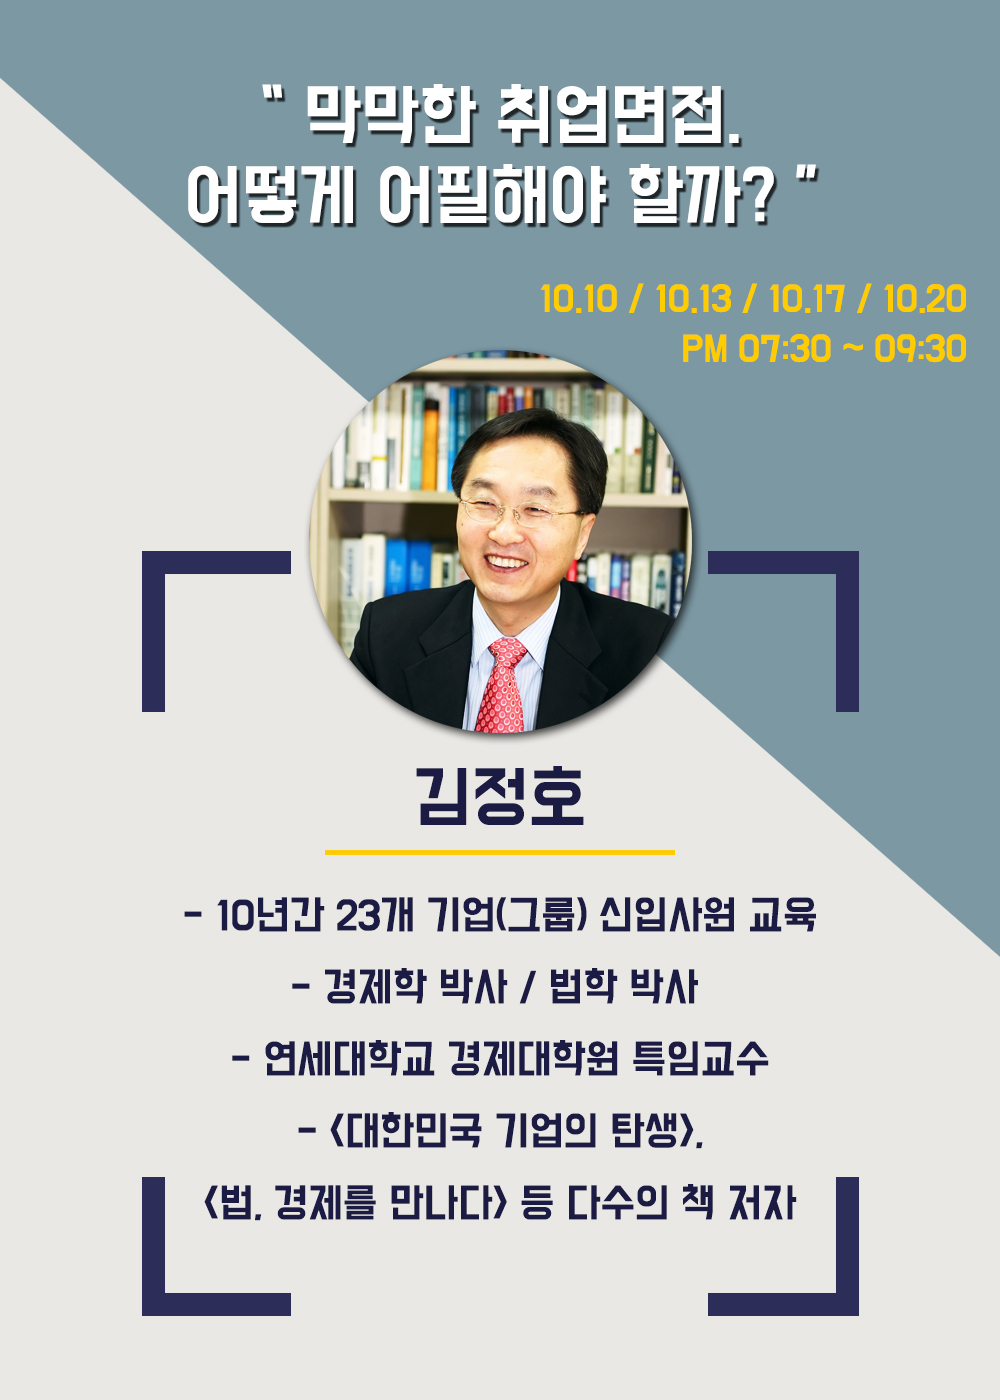 " 막막한 취업면접.
어떻게 어필해야 할까? "
10.10 / 10.13 / 10.17 / 10.20
PM 07:30 ~ 09:30
김정호
- 10년간 23개 기업(그룹) 신입사원 교육
- 경제학 박사 / 법학 박사
- 연세대학교 경제대학원 특임교수
- <대한민국 기업의 탄생>,
<법, 경제를 만나다> 등 다수의 책 저자